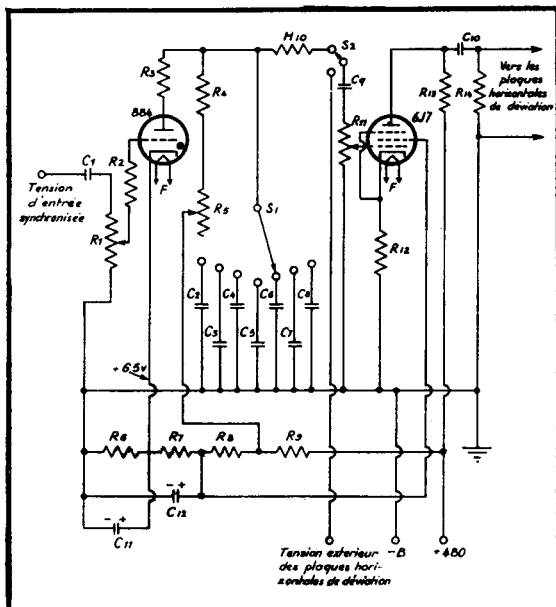 M10
S2
C10
R3
R4
C9
R13
R14
Vers les
plaques
horizontales
de déviation
884
R11
6J7
C1
R2
F
F
Tension
d'entrée
synchronisée
R1
R5
S1
R12
C2
C4
C6
C8
C3
C5
C7
+6.5v
R6
R7
R8
R9
- +
C12
- +
C11
Tension exterieur
des plaques hori-
zontales de déviation
-B
+480